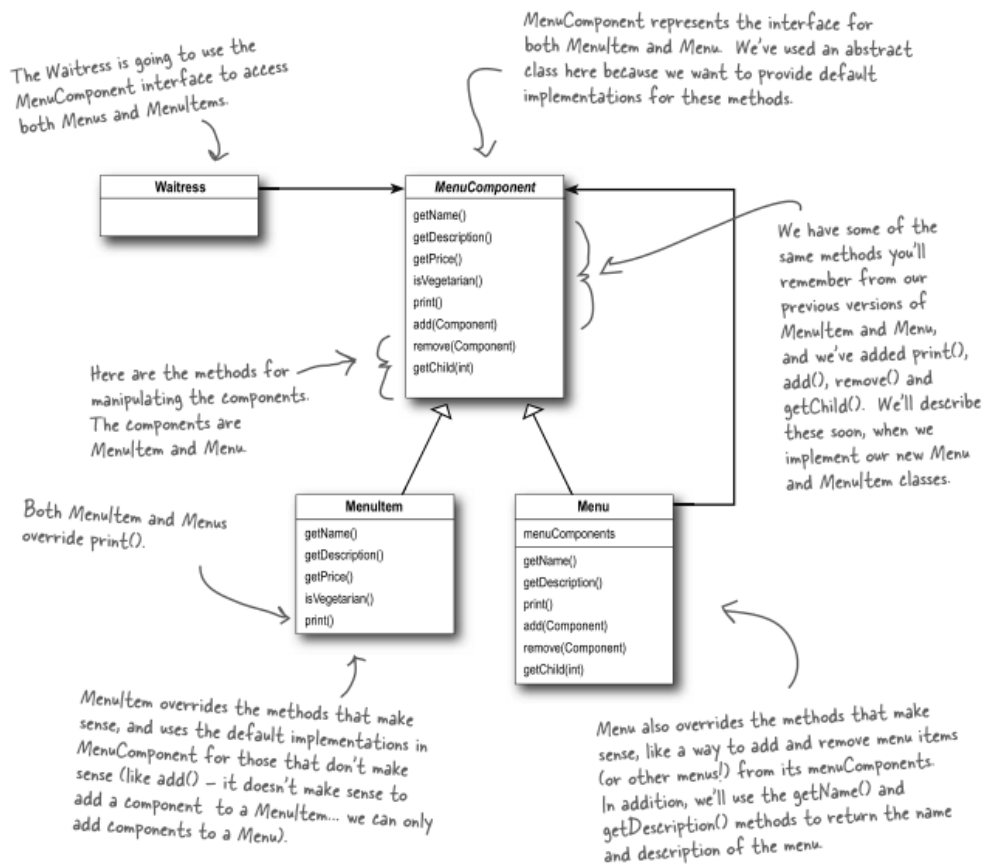 MenuComponent represents the interface for
both MenuItem and Menu. We've used an abstract
class here because we want to provide default
implementations for these methods.
The Waitress is going to use the
MenuComponent interface to access
both Menus and MenuItems.
Waitress
MenuComponent
getName()
getDescription()
getPrice()
isVegetarian()
print()
add(Component)
remove(Component)
getChild(int)
We have some of the
same methods you'll
remember from our
previous versions of
MenuItem and Menu,
and we've added print(),
add(), remove() and
getChild(). We'll describe
these soon, when we
implement our new Menu
and MenuItem classes.
Here are the methods for
manipulating the components.
The components are
MenuItem and Menu
Both MenuItem and Menus
override print().
MenuItem
getName()
getDescription()
getPrice()
isVegetarian()
print()
Menu
menuComponents
getName()
getDescription()
print()
add(Component)
remove(Component)
getChild(int)
MenuItem overrides the methods that make
sense, and uses the default implementations in
MenuComponent for those that don't make
sense (like add() – it doesn't make sense to
add a component to a MenuItem... we can only
add components to a Menu).
Menu also overrides the methods that make
sense, like a way to add and remove menu items
(or other menus!) from its menuComponents.
In addition, we'll use the getName() and
getDescription() methods to return the name
and description of the menu